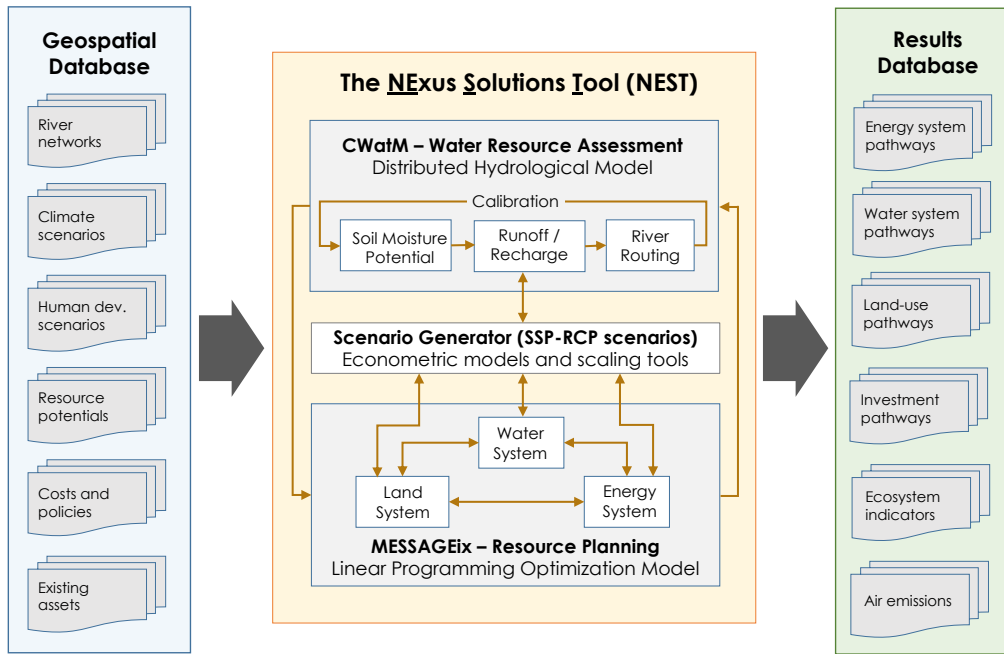 Geospatial
Database
River
networks
Climate
scenarios
Human dev.
scenarios
Resource
potentials
Costs and
policies
Existing
assets
The NExus Solutions Tool (NEST)
CWatM – Water Resource Assessment
Distributed Hydrological Model
Calibration
Soil Moisture
Potential
Runoff /
Recharge
River
Routing
Scenario Generator (SSP-RCP scenarios)
Econometric models and scaling tools
Water
System
Land
System
Energy
System
MESSAGEix – Resource Planning
Linear Programming Optimization Model
Results
Database
Energy system
pathways
Water system
pathways
Land-use
pathways
Investment
pathways
Ecosystem
indicators
Air emissions